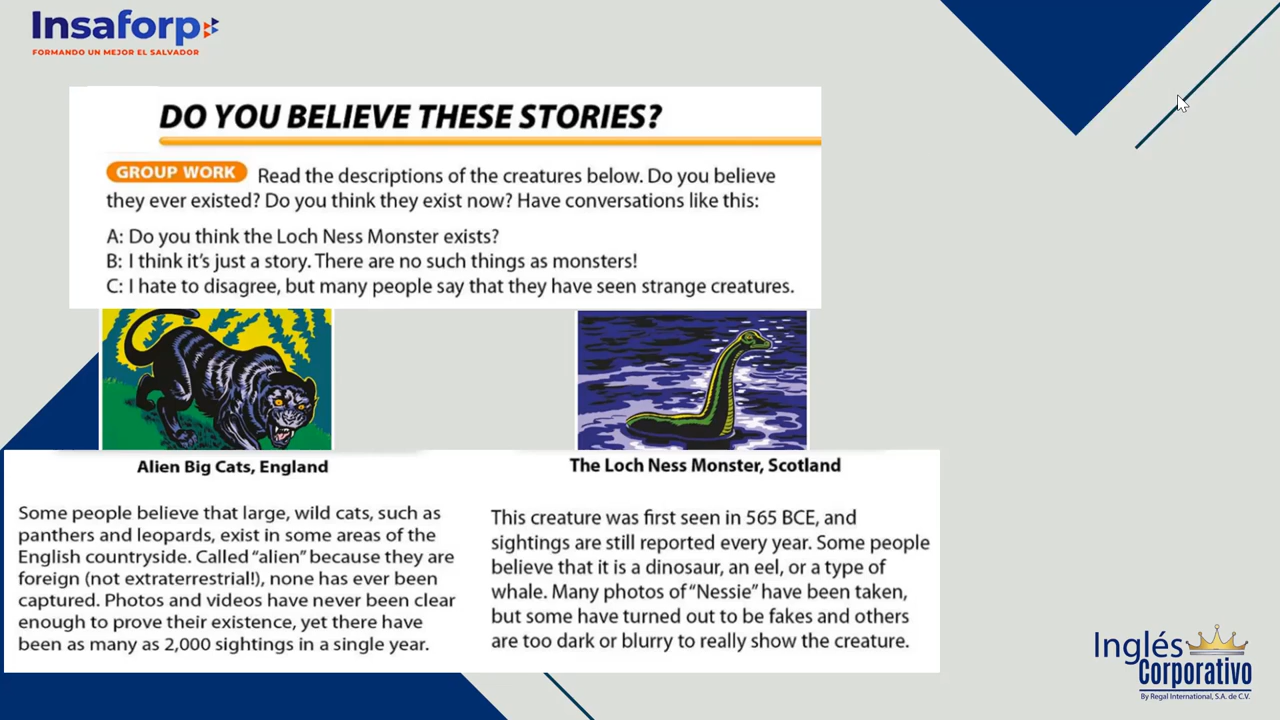 Insaforp
FORMANDO UN MEJOR EL SALVADOR
DO YOU BELIEVE THESE STORIES?
GROUP WORK Read the descriptions of the creatures below. Do you believe
they ever existed? Do you think they exist now? Have conversations like this:
A: Do you think the Loch Ness Monster exists?
B: I think it's just a story. There are no such things as monsters!
C: I hate to disagree, but many people say that they have seen strange creatures.
Alien Big Cats, England
Some people believe that large, wild cats, such as
panthers and leopards, exist in some areas of the
English countryside. Called "alien" because they are
foreign (not extraterrestrial!), none has ever been
captured. Photos and videos have never been clear
enough to prove their existence, yet there have
been as many as 2,000 sightings in a single year.
The Loch Ness Monster, Scotland
This creature was first seen in 565 BCE, and
sightings are still reported every year. Some people
believe that it is a dinosaur, an eel, or a type of
whale. Many photos of "Nessie" have been taken,
but some have turned out to be fakes and others
are too dark or blurry to really show the creature.
Inglés
Corporativo
By Regal International, S.A. de C.V.